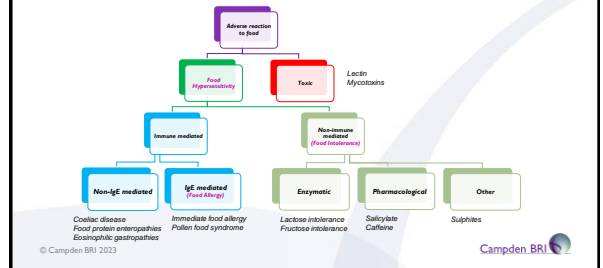 Adverse reaction
to food
Food
Hypersensitivity
Toxic
Lectin
Mycotoxins
Immune mediated
Non-immune
mediated
(Food Intolerance)
Non-IgE mediated
IgE mediated
(Food Allergy)
Enzymatic
Pharmacological
Other
Coeliac disease
Food protein enteropathies
Eosinophilic gastropathies
Immediate food allergy
Pollen food syndrome
Lactose intolerance
Fructose intolerance
Salicylate
Caffeine
Sulphites
© Campden BRI 2023
Campden BRI